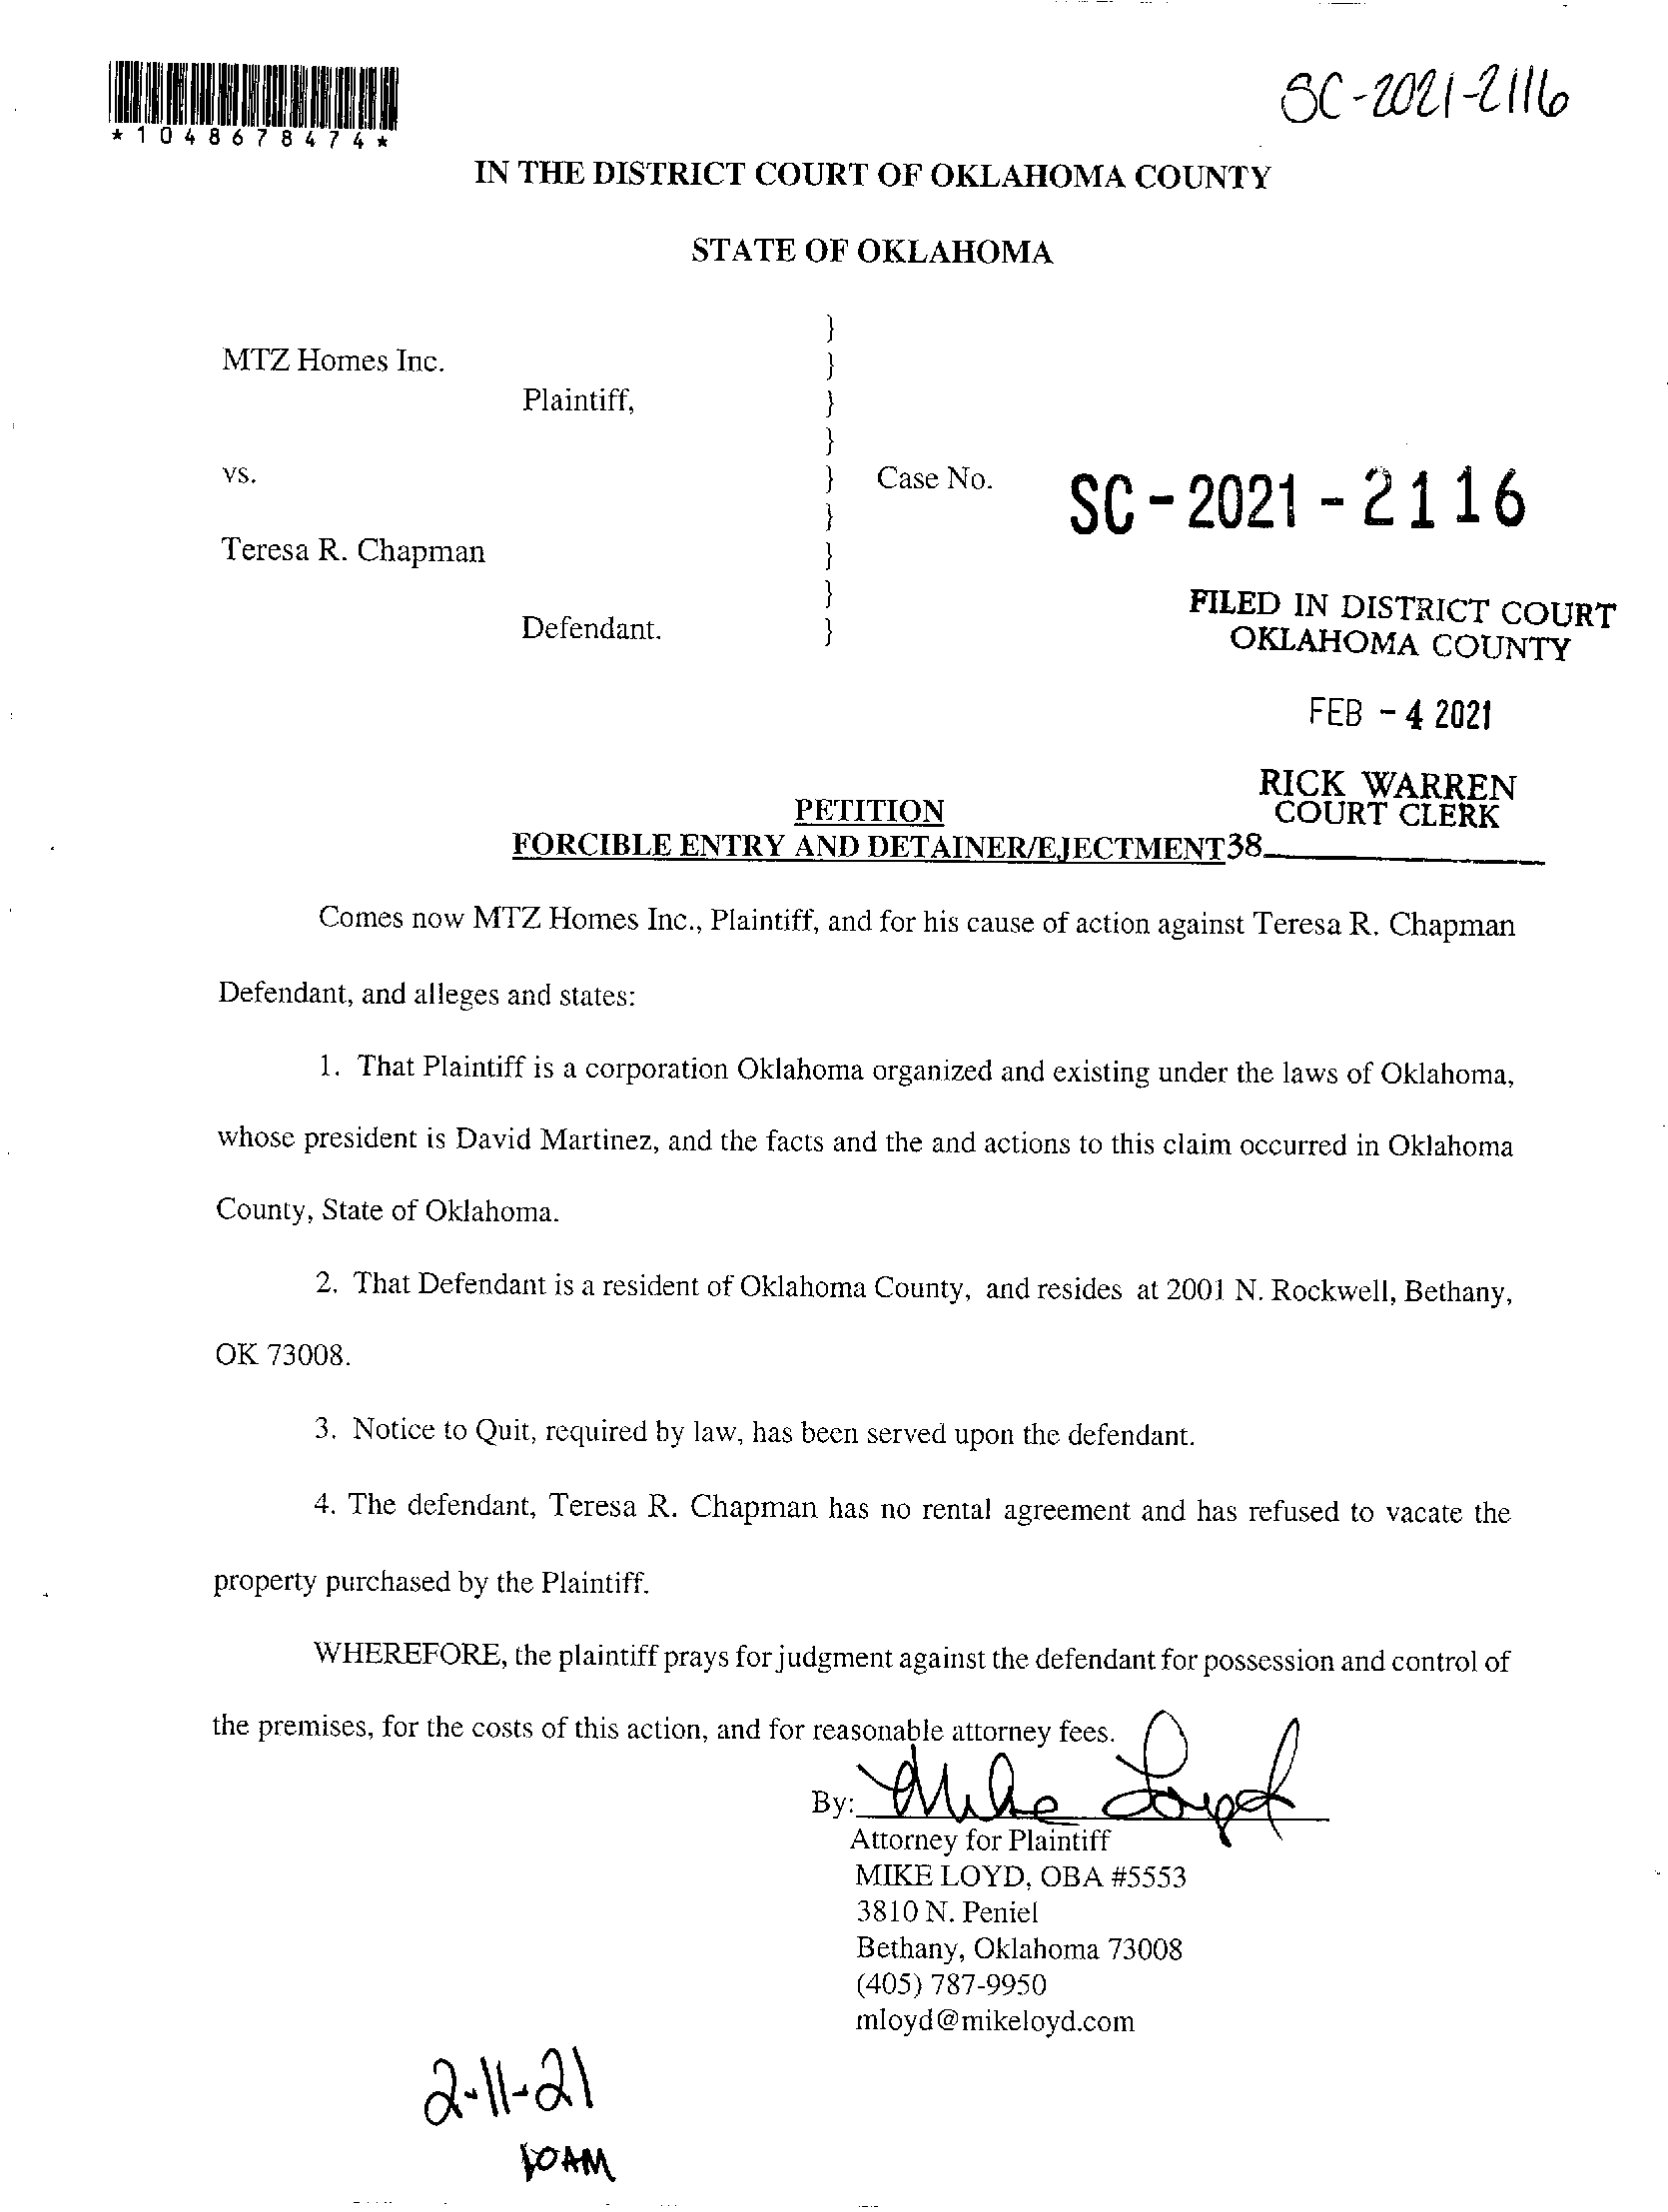 SC-2021-2116
*1048678474*
IN THE DISTRICT COURT OF OKLAHOMA COUNTY
STATE OF OKLAHOMA
}
MTZ Homes Inc. }
Plaintiff, }
}
vs. } Case No. SC-2021-2116
}
Teresa R. Chapman }
}
Defendant. }
FILED IN DISTRICT COURT
OKLAHOMA COUNTY
FEB -4 2021
RICK WARREN
COURT CLERK
38
PETITION
FORCIBLE ENTRY AND DETAINER/EJECTMENT
Comes now MTZ Homes Inc., Plaintiff, and for his cause of action against Teresa R. Chapman
Defendant, and alleges and states:
1. That Plaintiff is a corporation Oklahoma organized and existing under the laws of Oklahoma,
whose president is David Martinez, and the facts and the and actions to this claim occurred in Oklahoma
County, State of Oklahoma.
2. That Defendant is a resident of Oklahoma County, and resides at 2001 N. Rockwell, Bethany,
OK 73008.
3. Notice to Quit, required by law, has been served upon the defendant.
4. The defendant, Teresa R. Chapman has no rental agreement and has refused to vacate the
property purchased by the Plaintiff.
WHEREFORE, the plaintiff prays for judgment against the defendant for possession and control of
the premises, for the costs of this action, and for reasonable attorney fees.
By: Mike Loyd
Attorney for Plaintiff
MIKE LOYD, OBA #5553
3810 N. Peniel
Bethany, Oklahoma 73008
(405) 787-9950
mloyd@mikeloyd.com
2-11-21
10AM